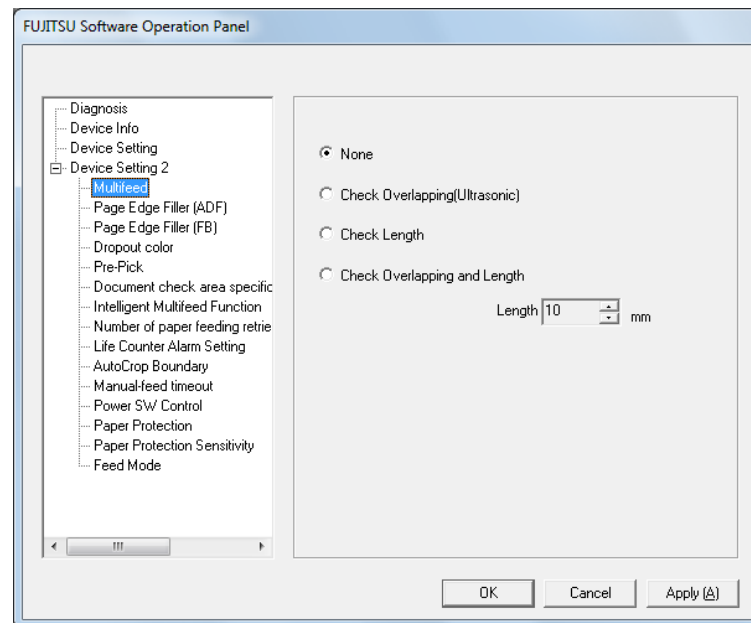 FUJITSU Software Operation Panel
Diagnosis
Device Info
Device Setting
Device Setting 2
Multifeed
Page Edge Filler (ADF)
Page Edge Filler (FB)
Dropout color
Pre-Pick
Document check area specific
Intelligent Multifeed Function
Number of paper feeding retrie
Life Counter Alarm Setting
AutoCrop Boundary
Manual-feed timeout
Power SW Control
Paper Protection
Paper Protection Sensitivity
Feed Mode
None
Check Overlapping(Ultrasonic)
Check Length
Check Overlapping and Length
Length 10 mm
OK Cancel Apply (A)